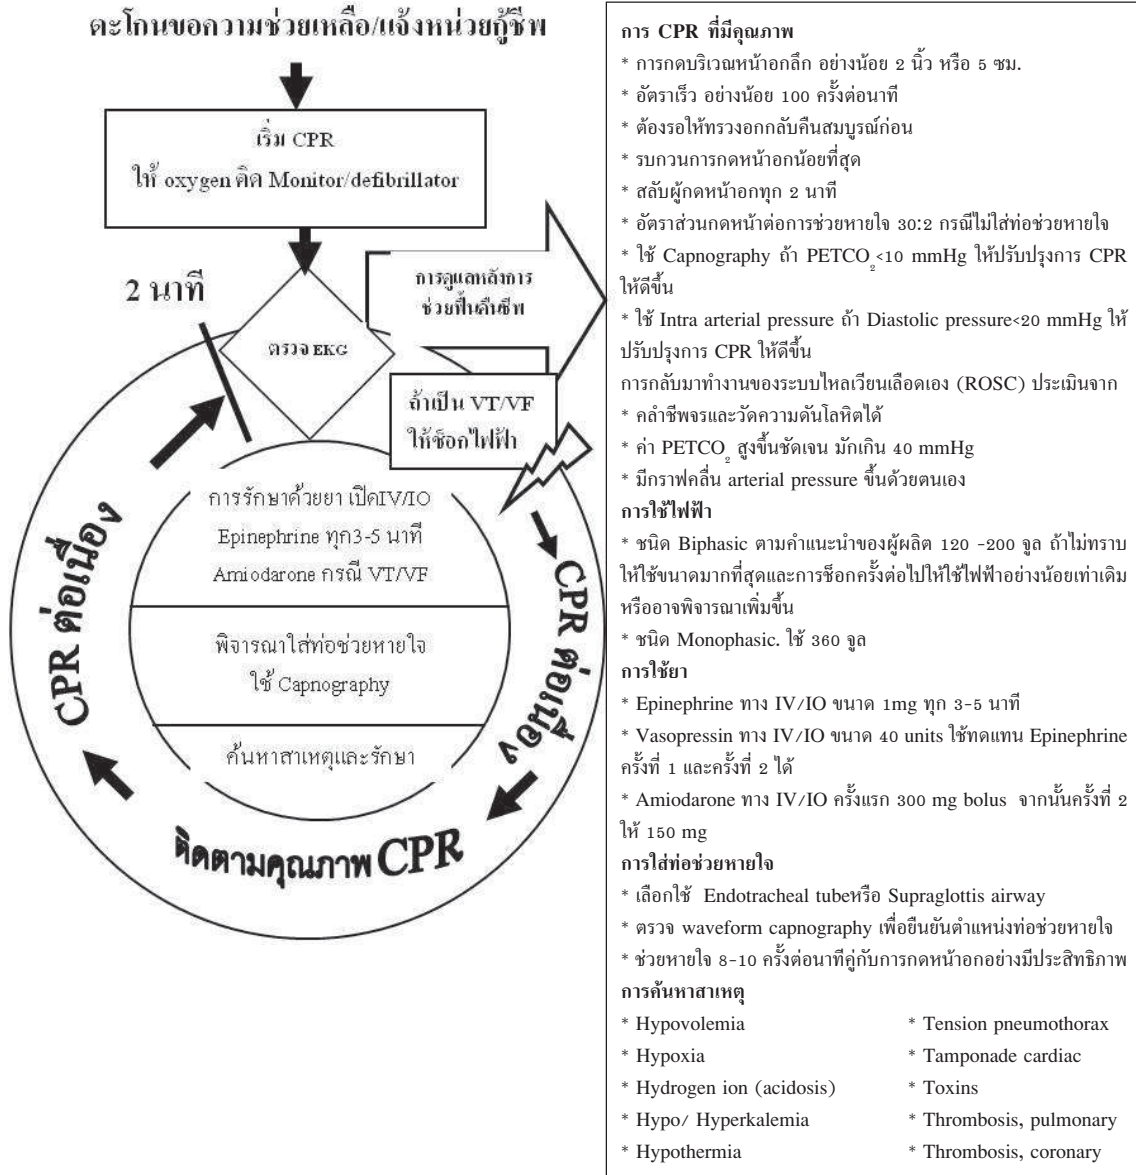 ตะโกนขอความช่วยเหลือ/แจ้งหน่วยกู้ชีพ
เริ่ม CPR
ให้ oxygen ติด Monitor/defibrillator
2 นาที
ตรวจ EKG
การดูแลหลังการ
ช่วยฟื้นคืนชีพ
ถ้าเป็น VT/VF
ให้ช็อกไฟฟ้า
การรักษาด้วยยา เปิดIV/IO
Epinephrine ทุก3-5 นาที
Amiodarone กรณี VT/VF
พิจารณาใส่ท่อช่วยหายใจ
ใช้ Capnography
ค้นหาสาเหตุและรักษา
CPR ต่อเนื่อง
ติดตามคุณภาพ CPR
CPR ต่อเนื่อง
การ CPR ที่มีคุณภาพ
* การกดบริเวณหน้าอกลึก อย่างน้อย 2 นิ้ว หรือ 5 ซม.
* อัตราเร็ว อย่างน้อย 100 ครั้งต่อนาที
* ต้องรอให้ทรวงอกกลับคืนสมบูรณ์ก่อน
* รบกวนการกดหน้าอกน้อยที่สุด
* สลับผู้กดหน้าอกทุก 2 นาที
* อัตราส่วนกดหน้าต่อการช่วยหายใจ 30:2 กรณีไม่ใส่ท่อช่วยหายใจ
* ใช้ Capnography ถ้า PETCO₂<10 mmHg ให้ปรับปรุงการ CPR
ให้ดีขึ้น
* ใช้ Intra arterial pressure ถ้า Diastolic pressure<20 mmHg ให้
ปรับปรุงการ CPR ให้ดีขึ้น
การกลับมาทำงานของระบบไหลเวียนเลือดเอง (ROSC) ประเมินจาก
* คลำชีพจรและวัดความดันโลหิตได้
* ค่า PETCO₂ สูงขึ้นชัดเจน มักเกิน 40 mmHg
* มีกราฟคลื่น arterial pressure ขึ้นด้วยตนเอง
การใช้ไฟฟ้า
* ชนิด Biphasic ตามคำแนะนำของผู้ผลิต 120 -200 จูล ถ้าไม่ทราบ
ให้ใช้ขนาดมากที่สุดและการช็อกครั้งต่อไปให้ใช้ไฟฟ้าอย่างน้อยเท่าเดิม
หรืออาจพิจารณาเพิ่มขึ้น
* ชนิด Monophasic. ใช้ 360 จูล
การใช้ยา
* Epinephrine ทาง IV/IO ขนาด 1mg ทุก 3-5 นาที
* Vasopressin ทาง IV/IO ขนาด 40 units ใช้ทดแทน Epinephrine
ครั้งที่ 1 และครั้งที่ 2 ได้
* Amiodarone ทาง IV/IO ครั้งแรก 300 mg bolus จากนั้นครั้งที่ 2
ให้ 150 mg
การใส่ท่อช่วยหายใจ
* เลือกใช้ Endotracheal tubeหรือ Supraglottis airway
* ตรวจ waveform capnography เพื่อยืนยันตำแหน่งท่อช่วยหายใจ
* ช่วยหายใจ 8-10 ครั้งต่อนาทีคู่กับการกดหน้าอกอย่างมีประสิทธิภาพ
การค้นหาสาเหตุ
* Hypovolemia
* Hypoxia
* Hydrogen ion (acidosis)
* Hypo/ Hyperkalemia
* Hypothermia
* Tension pneumothorax
* Tamponade cardiac
* Toxins
* Thrombosis, pulmonary
* Thrombosis, coronary